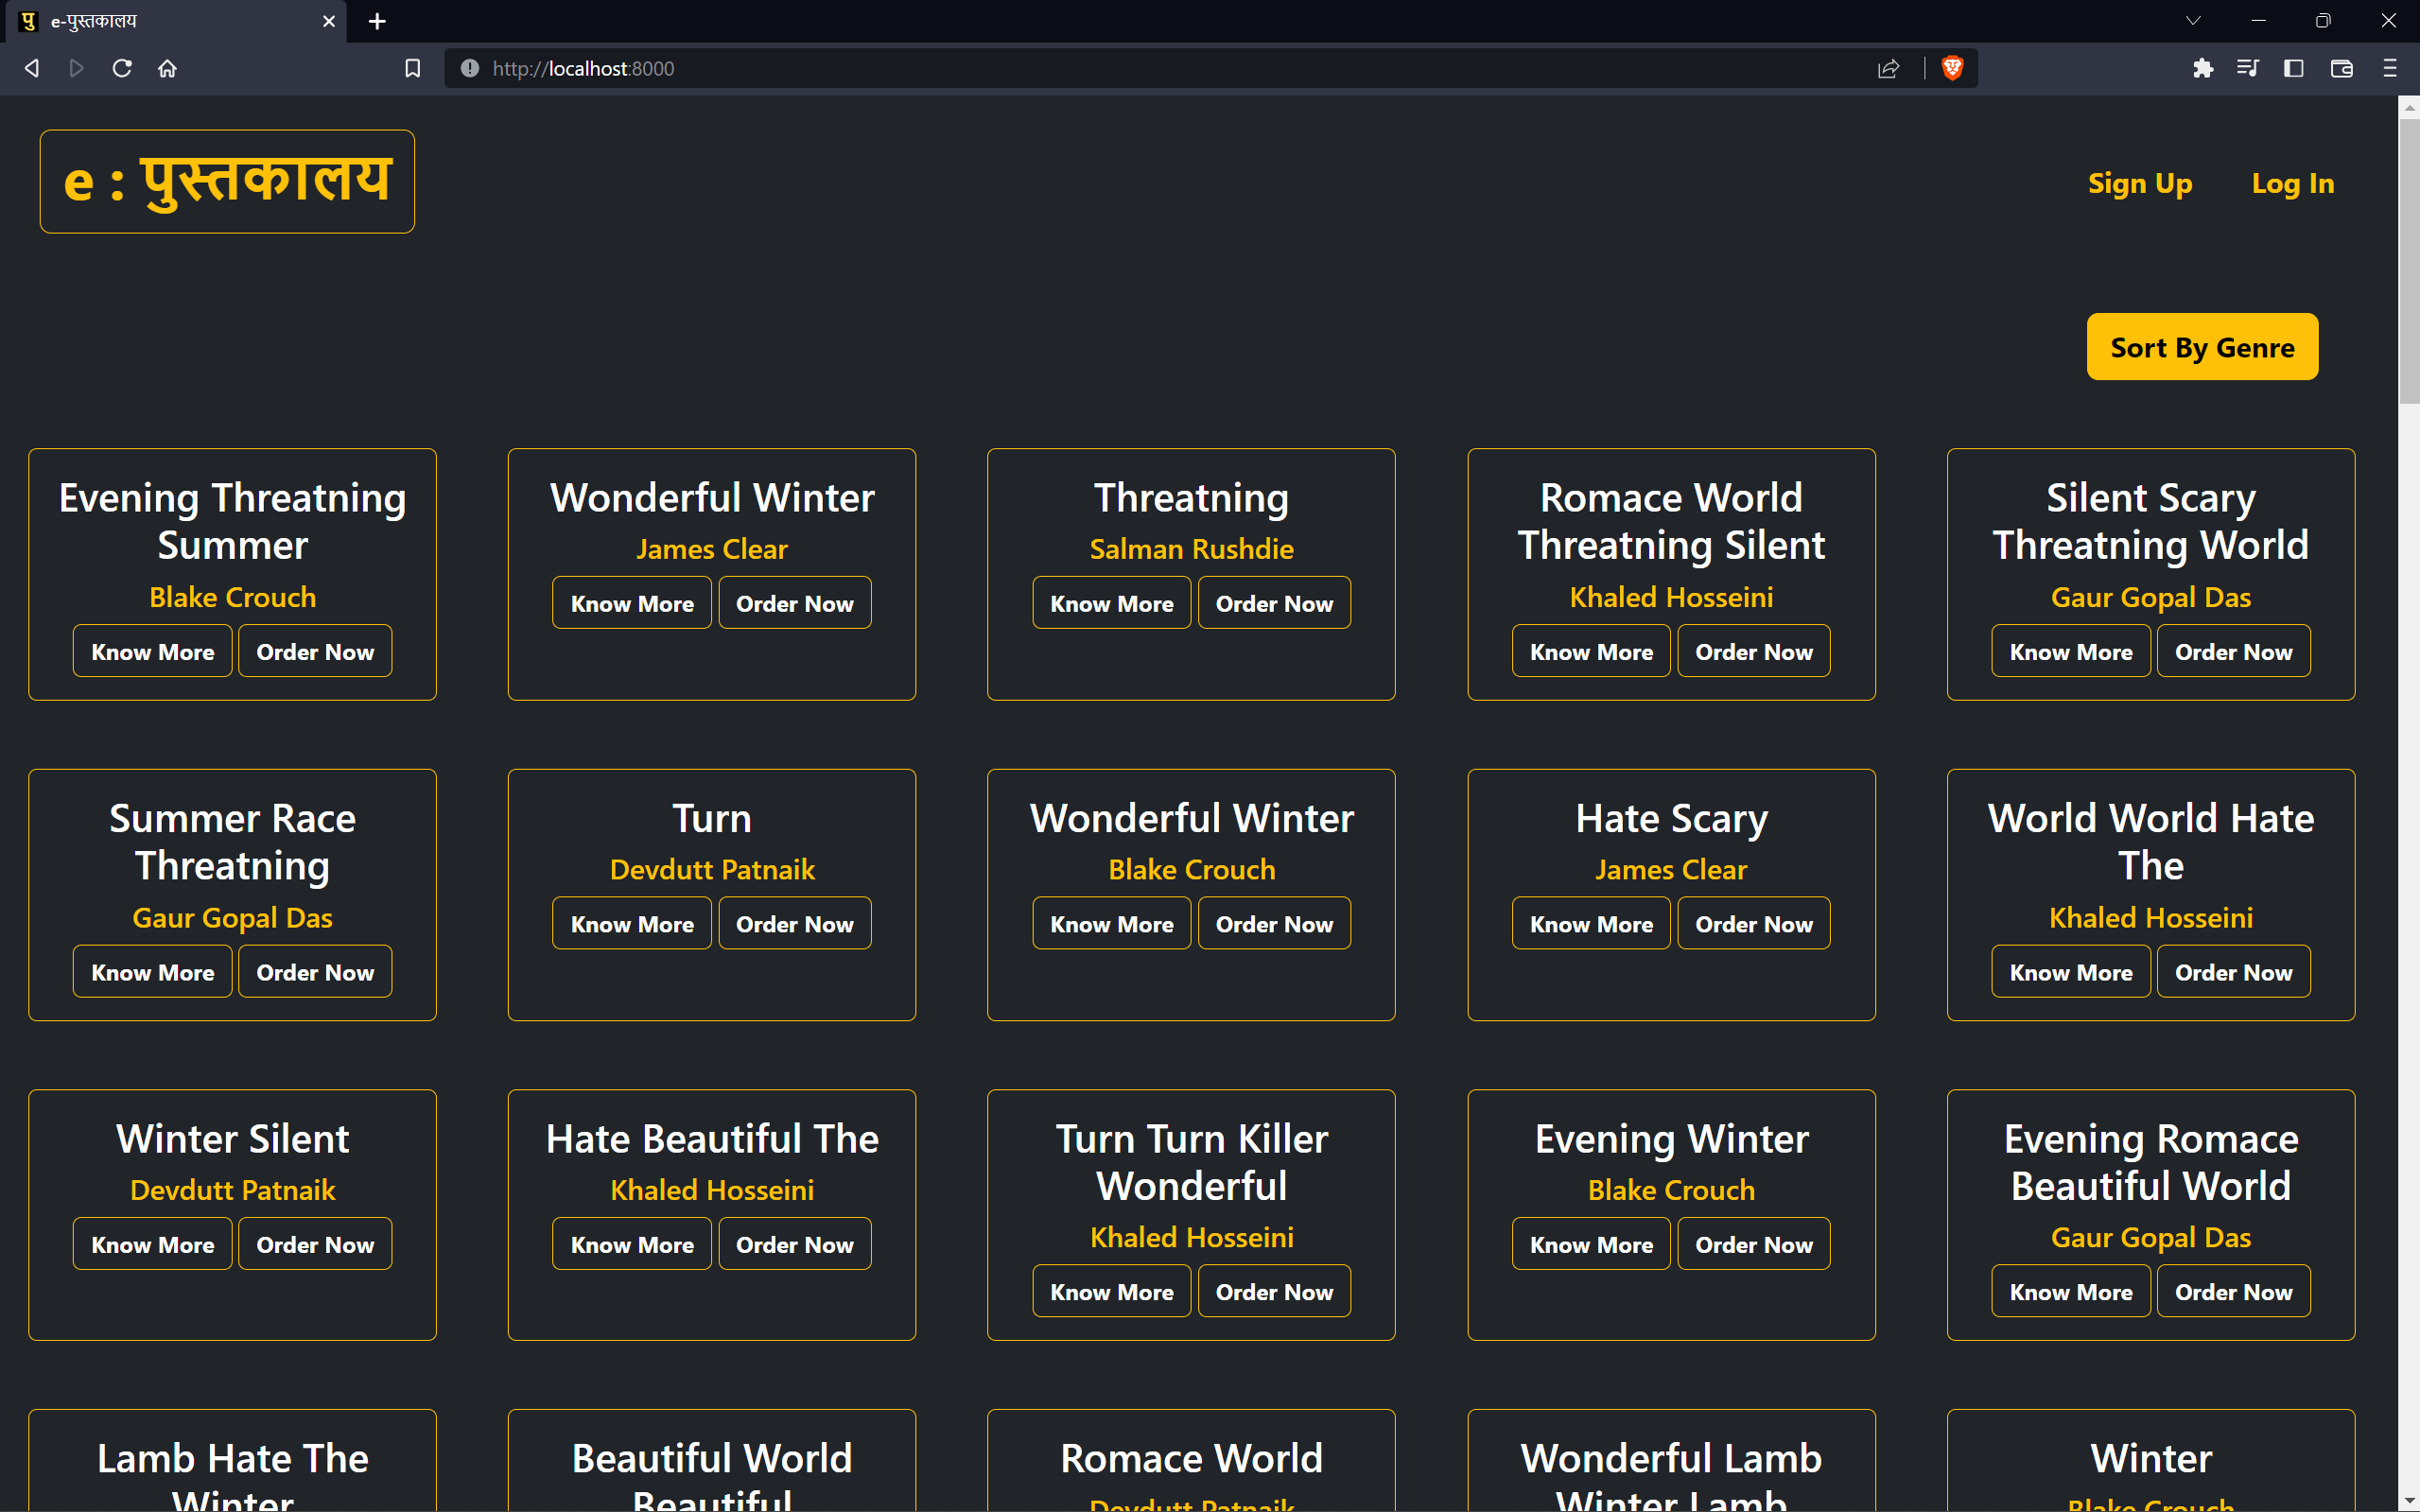 पु e-पुस्तकालय
http://localhost:8000
e : पुस्तकालय
Sign Up
Log In
Sort By Genre
Evening Threatning
Summer
Blake Crouch
Know More
Order Now
Wonderful Winter
James Clear
Know More
Order Now
Threatning
Salman Rushdie
Know More
Order Now
Romace World
Threatning Silent
Khaled Hosseini
Know More
Order Now
Silent Scary
Threatning World
Gaur Gopal Das
Know More
Order Now
Summer Race
Threatning
Gaur Gopal Das
Know More
Order Now
Turn
Devdutt Patnaik
Know More
Order Now
Wonderful Winter
Blake Crouch
Know More
Order Now
Hate Scary
James Clear
Know More
Order Now
World World Hate
The
Khaled Hosseini
Know More
Order Now
Winter Silent
Devdutt Patnaik
Know More
Order Now
Hate Beautiful The
Khaled Hosseini
Know More
Order Now
Turn Turn Killer
Wonderful
Khaled Hosseini
Know More
Order Now
Evening Winter
Blake Crouch
Know More
Order Now
Evening Romace
Beautiful World
Gaur Gopal Das
Know More
Order Now
Lamb Hate The
Winter
Beautiful World
Beautiful
Romace World
Devdutt Patnaik
Wonderful Lamb
Winter Lamb
Winter
Blake Crouch